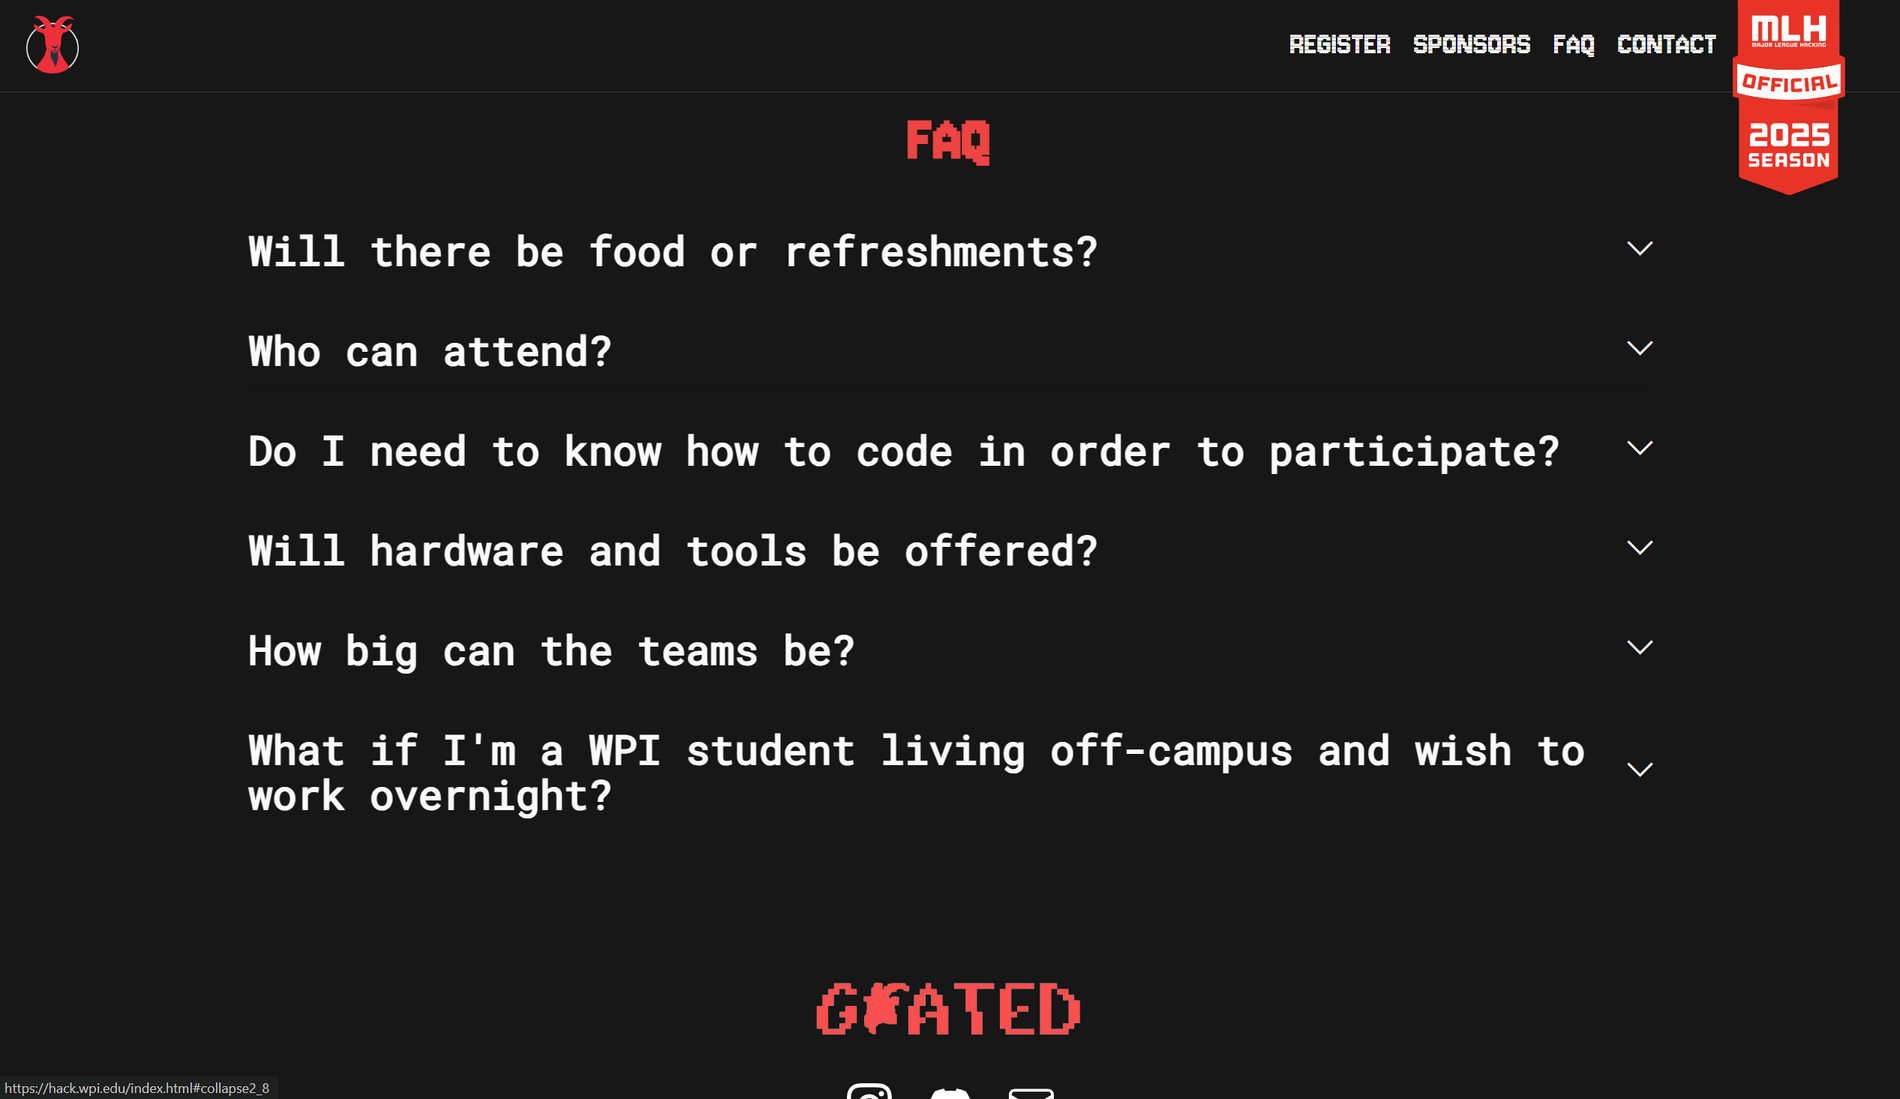 REGISTER SPONSORS FAQ CONTACT
MLH
MAJOR LEAGUE HACKING
OFFICIAL
2025
SEASON
FAQ
Will there be food or refreshments?
Who can attend?
Do I need to know how to code in order to participate?
Will hardware and tools be offered?
How big can the teams be?
What if I'm a WPI student living off-campus and wish to
work overnight?
G ATED
https://hack.wpi.edu/index.html#collapse2_8